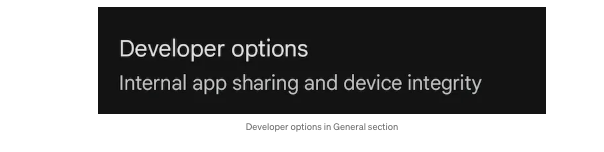 Developer options
Internal app sharing and device integrity
Developer options in General section